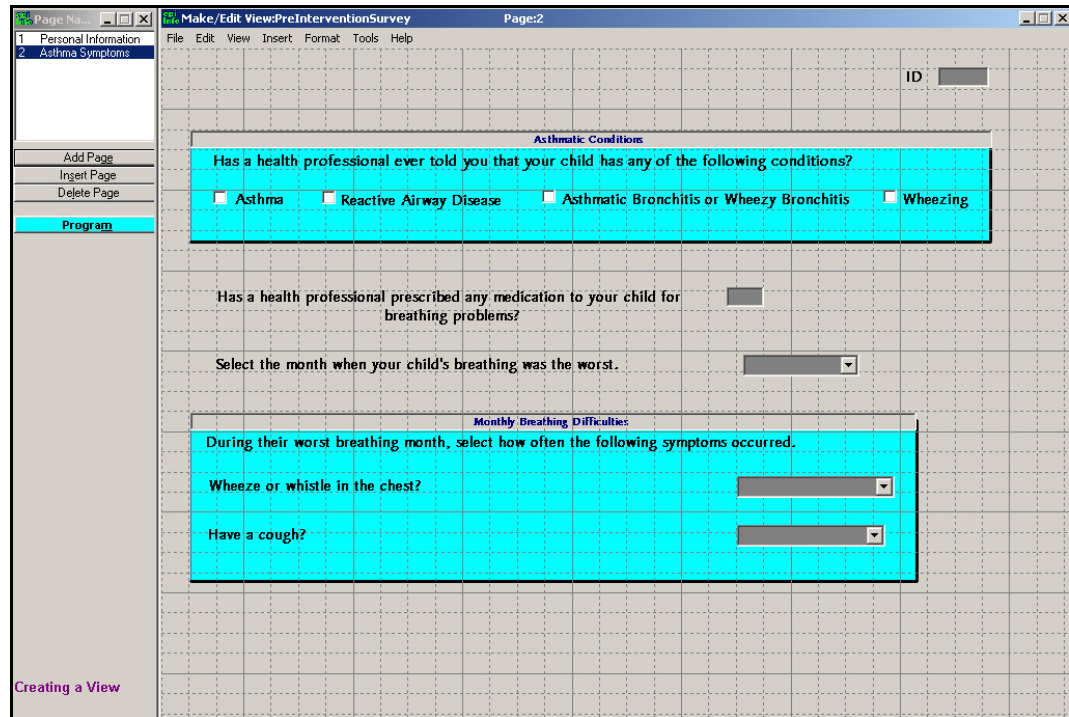 Page Na...
1 Personal Information
2 Asthma Symptoms
Add Page
Insert Page
Delete Page
Program
Creating a View
Make/Edit View:PreInterventionSurvey Page:2
File Edit View Insert Format Tools Help
ID
Asthmatic Conditions
Has a health professional ever told you that your child has any of the following conditions?
Asthma Reactive Airway Disease Asthmatic Bronchitis or Wheezy Bronchitis Wheezing
Has a health professional prescribed any medication to your child for
breathing problems?
Select the month when your child's breathing was the worst.
Monthly Breathing Difficulties
During their worst breathing month, select how often the following symptoms occurred.
Wheeze or whistle in the chest?
Have a cough?